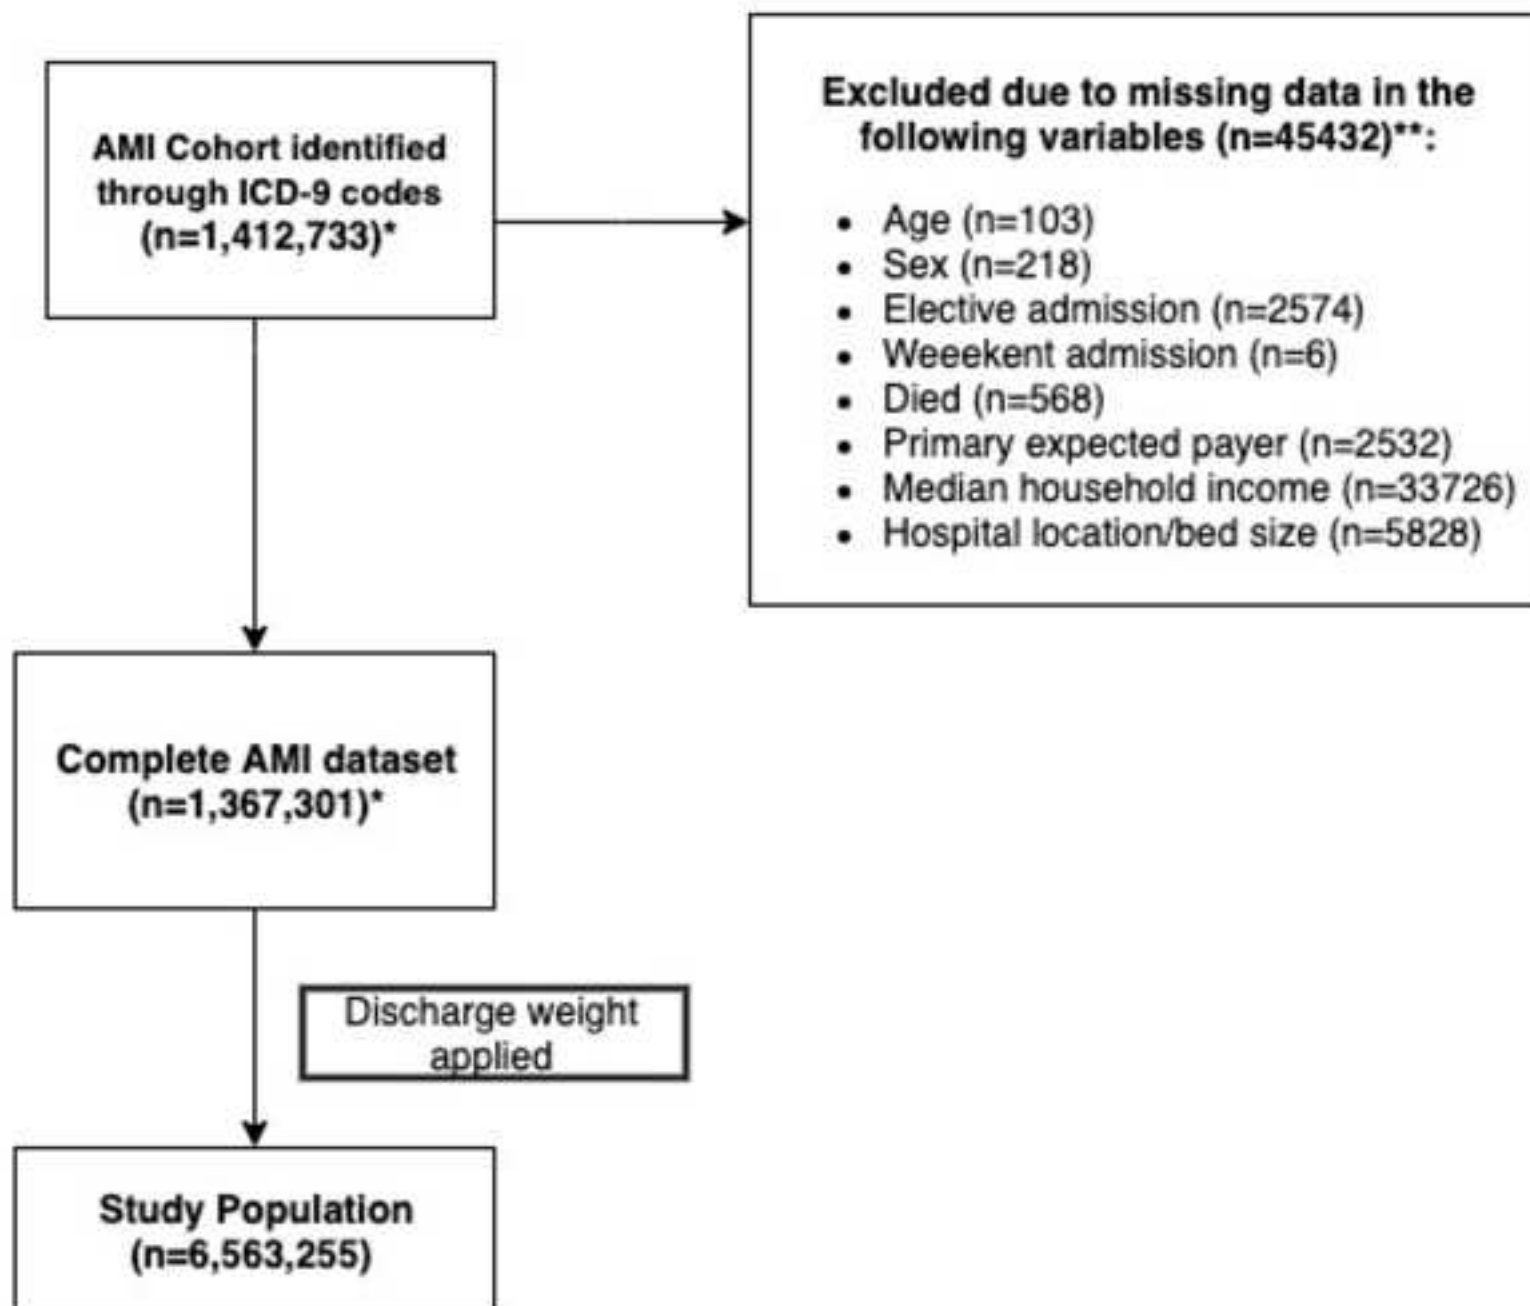 AMI Cohort identified
through ICD-9 codes
(n=1,412,733)*
Excluded due to missing data in the
following variables (n=45432)**:
• Age (n=103)
• Sex (n=218)
• Elective admission (n=2574)
• Weeekent admission (n=6)
• Died (n=568)
• Primary expected payer (n=2532)
• Median household income (n=33726)
• Hospital location/bed size (n=5828)
Complete AMI dataset
(n=1,367,301)*
Discharge weight
applied
Study Population
(n=6,563,255)